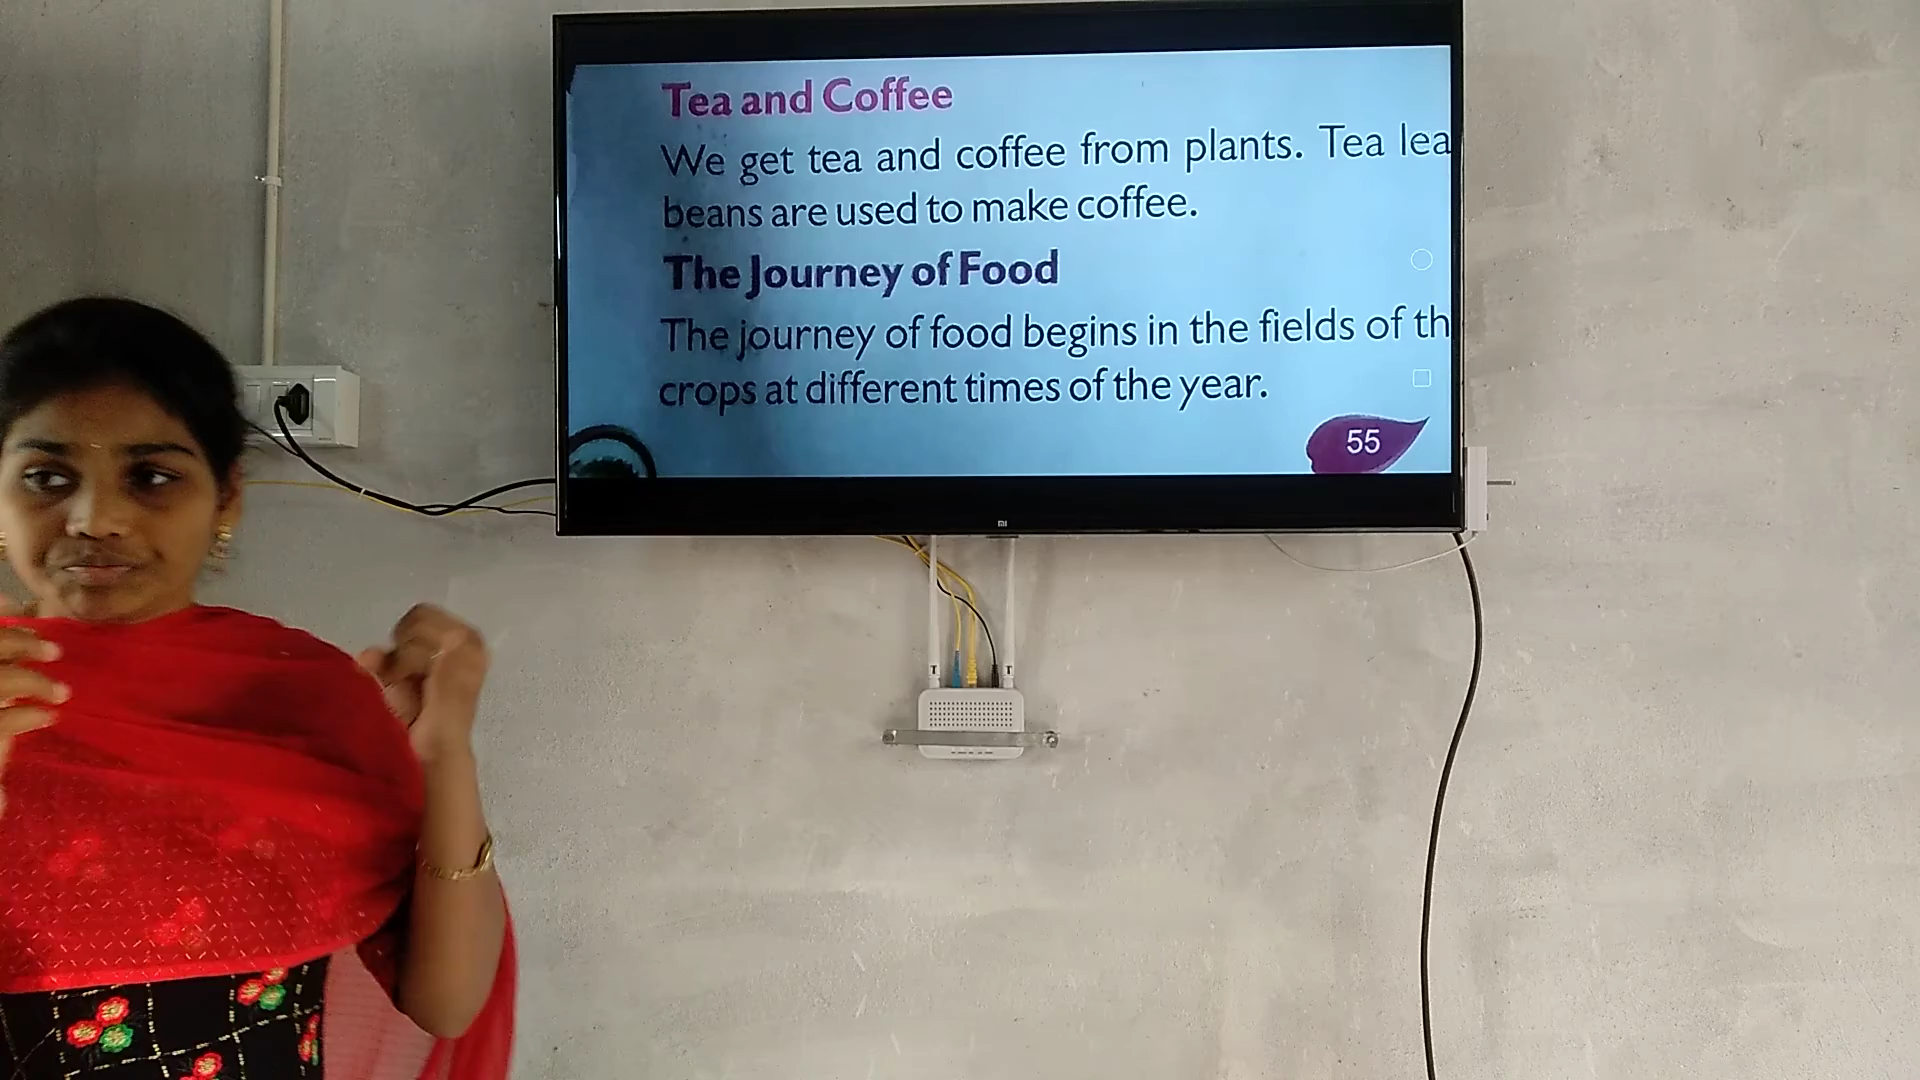 Tea and Coffee
We get tea and coffee from plants. Tea lea
beans are used to make coffee.
The Journey of Food
The journey of food begins in the fields of th
crops at different times of the year.
55
mi
T T